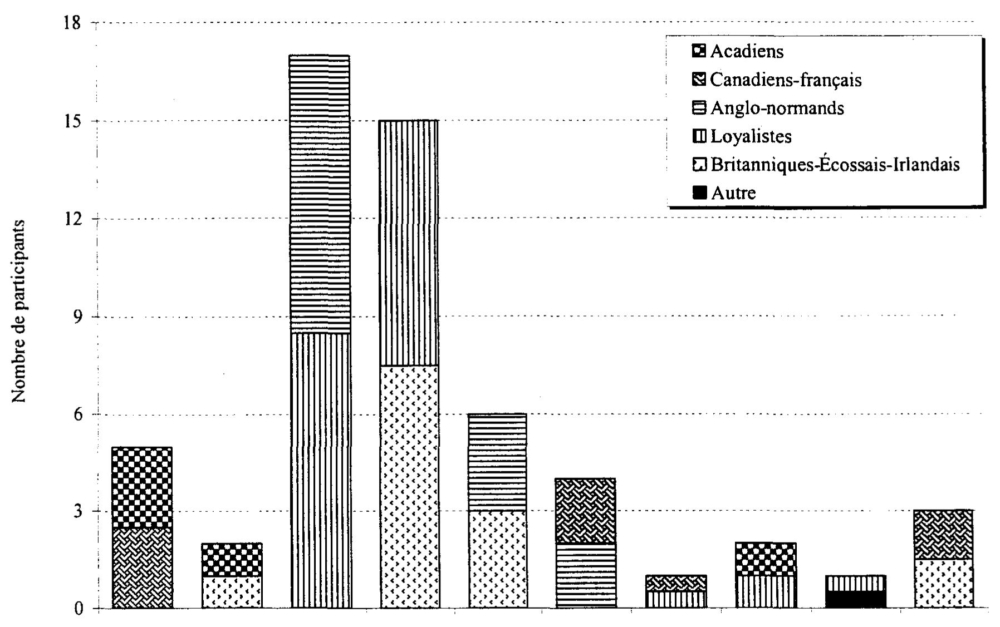 18
15
12
9
6
3
0
Nombre de participants
Acadiens
Canadiens-français
Anglo-normands
Loyalistes
Britanniques-Écossais-Irlandais
Autre